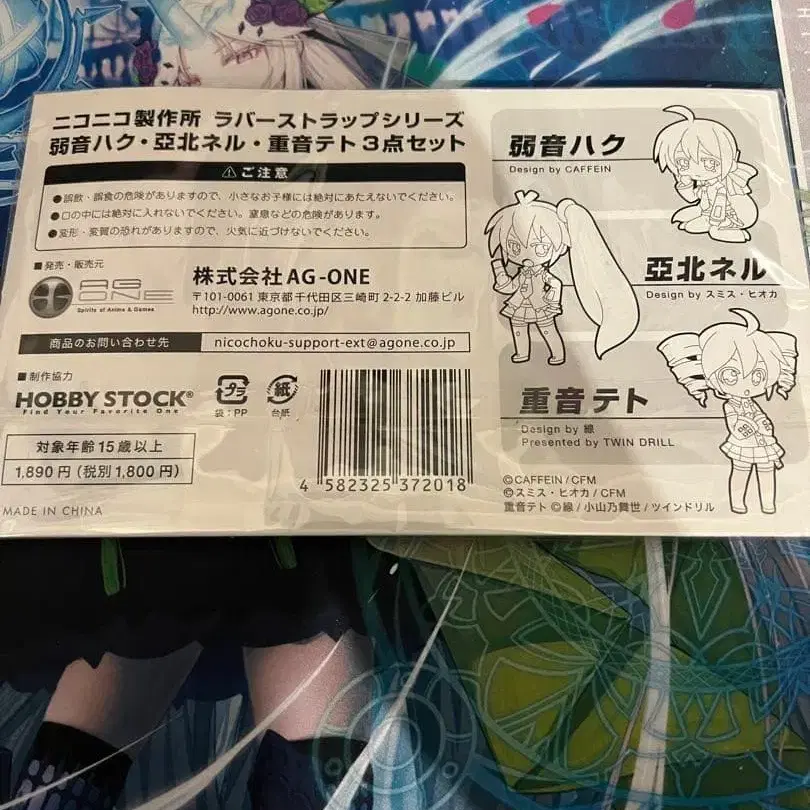 ニコニコ製作所 ラバーストラップシリーズ
弱音ハク・亞北ネル・重音テト3点セット
⚠ご注意
●誤飲・誤食の危険がありますので、小さなお子様には絶対にあたえないでください。
●口の中には絶対に入れないでください。窒息などの危険があります。
●変形・変質の恐れがありますので、火気に近づけないでください。
■発売・販売元
AG ONE
Spirits of Anime & Games
株式会社AG-ONE
〒101-0061 東京都千代田区三崎町 2-2-2 加藤ビル
http://www.agone.co.jp/
商品のお問い合わせ先
nicochoku-support-ext@agone.co.jp
■制作協力
HOBBY STOCK®
Find Your Favorite One
プラ
袋：PP
紙
台紙
対象年齢15歳以上
1,890円（税別1,800円）
4 582325 372018
MADE IN CHINA
弱音ハク
Design by CAFFEIN
亞北ネル
Design by スミス・ヒオカ
重音テト
Design by 線
Presented by TWIN DRILL
©CAFFEIN/CFM
©スミス・ヒオカ/CFM
重音テト ©線/小山乃舞世/ツインドリル